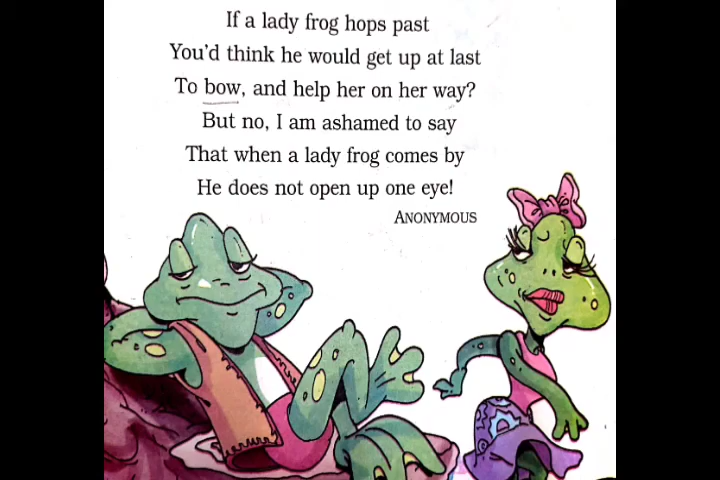 If a lady frog hops past
You'd think he would get up at last
To bow, and help her on her way?
But no, I am ashamed to say
That when a lady frog comes by
He does not open up one eye!
ANONYMOUS